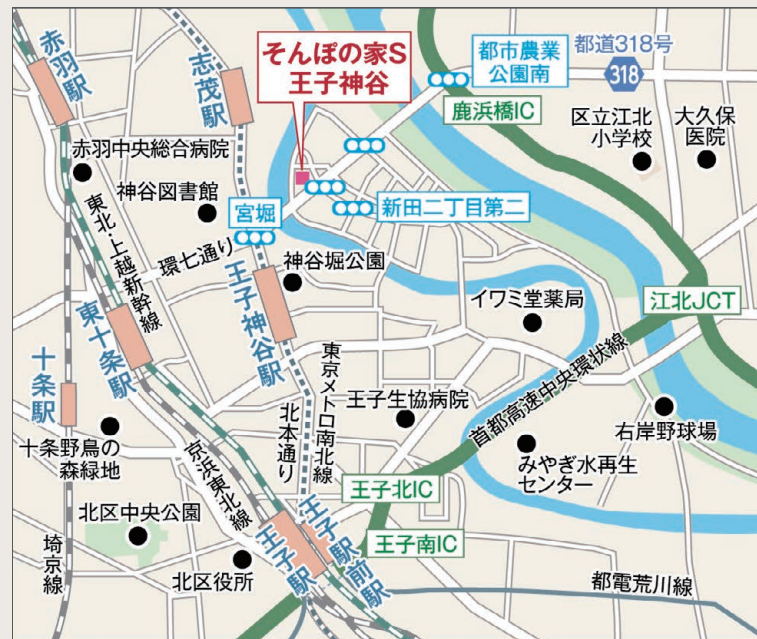 赤羽駅
志茂駅
そんぽの家S
王子神谷
都市農業
公園南
都道318号
318
鹿浜橋IC
区立江北
小学校
大久保
医院
赤羽中央総合病院
神谷図書館
宮堀
新田二丁目第二
東北・上越新幹線
環七通り
神谷堀公園
王子神谷駅
イワミ堂薬局
江北JCT
東十条駅
十条駅
東京メトロ南北線
北本通り
王子生協病院
首都高速中央環状線
右岸野球場
十条野鳥の
森緑地
京浜東北線
みやぎ水再生
センター
王子北IC
北区中央公園
王子駅
王子駅前駅
王子南IC
埼京線
北区役所
都電荒川線